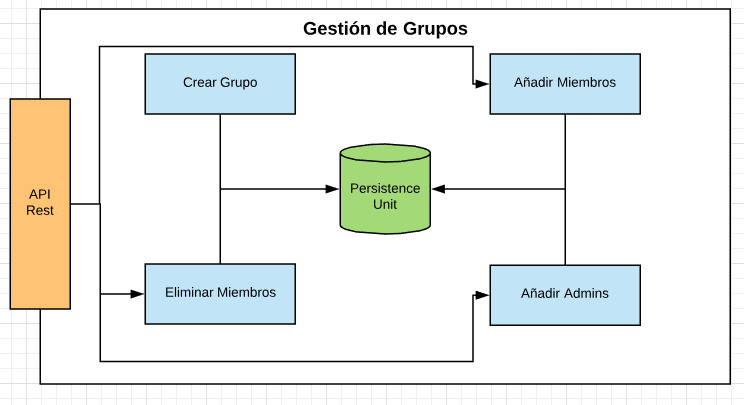 Gestión de Grupos
Crear Grupo
Añadir Miembros
API
Rest
Persistence
Unit
Eliminar Miembros
Añadir Admins